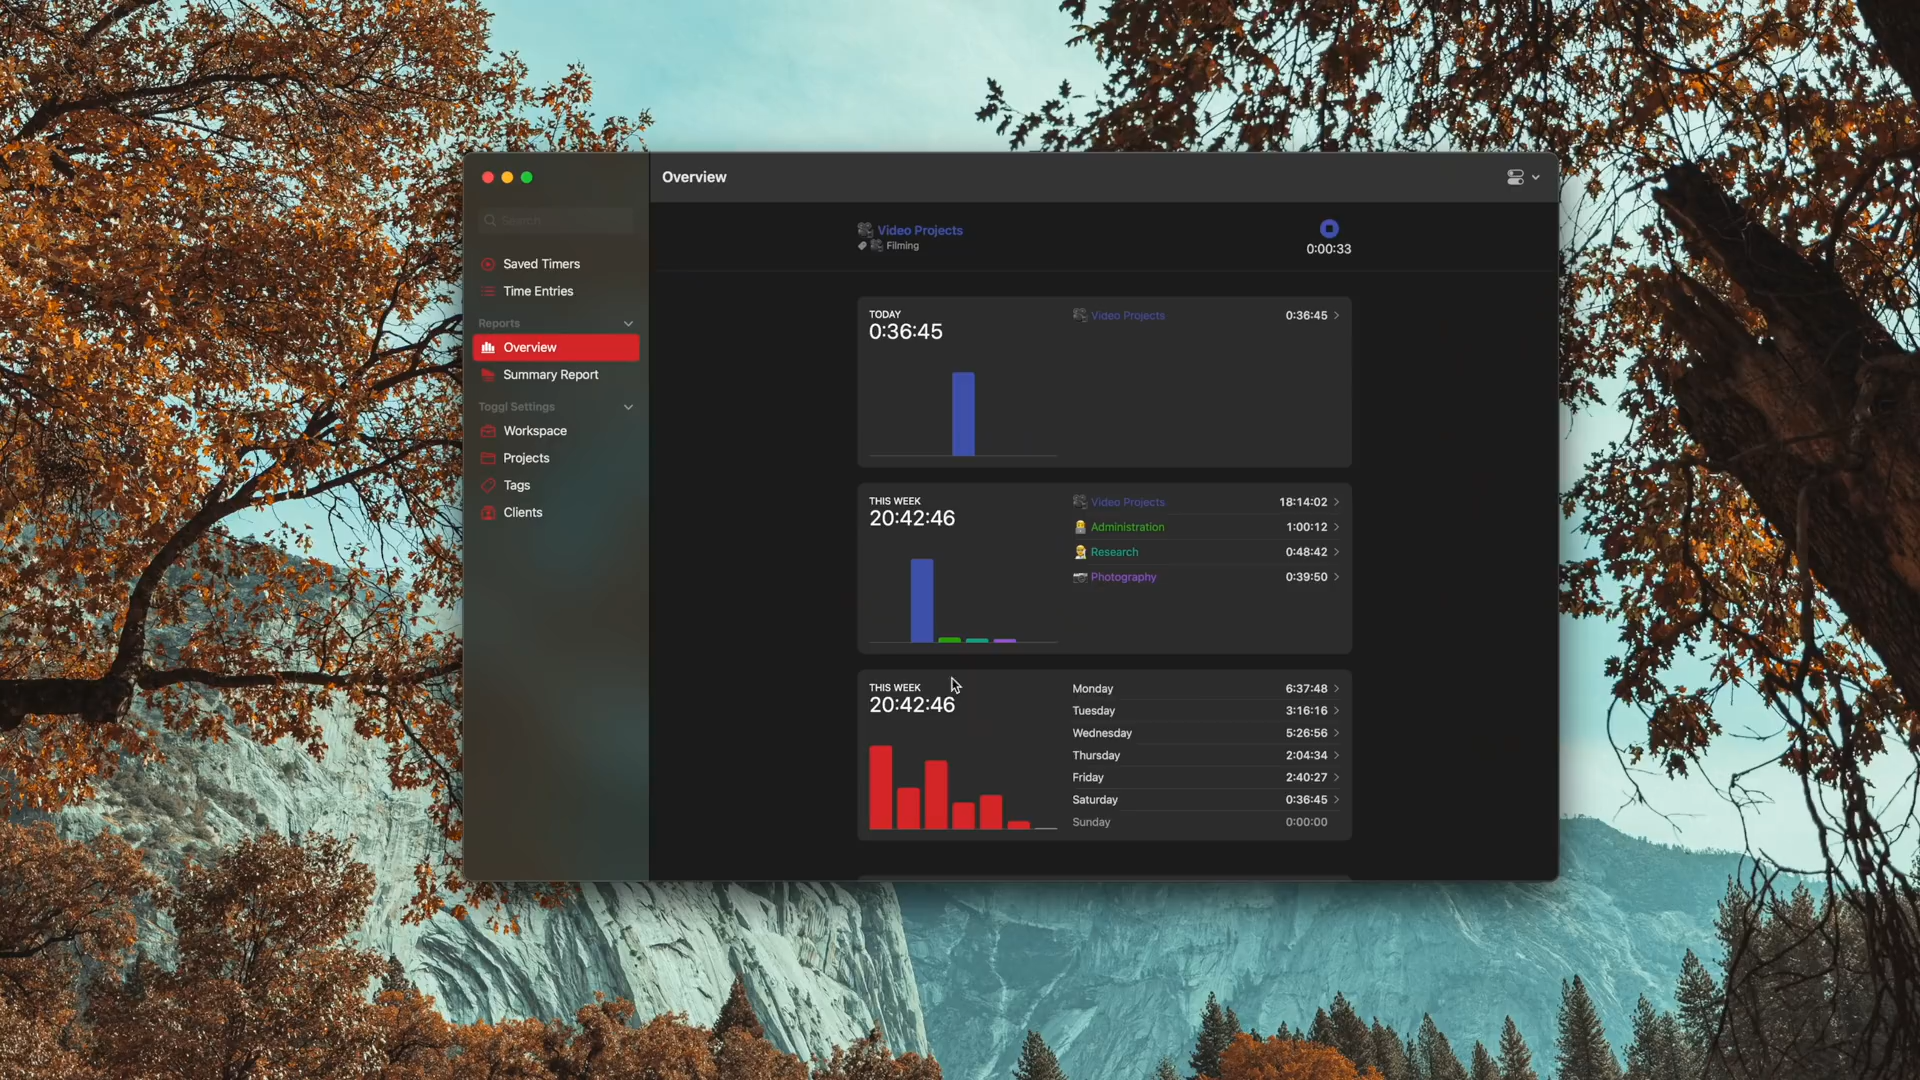 Overview
Search
Saved Timers
Time Entries
Reports
Overview
Summary Report
Toggl Settings
Workspace
Projects
Tags
Clients
Video Projects
Filming
0:00:33
TODAY
0:36:45
Video Projects 0:36:45
THIS WEEK
20:42:46
Video Projects 18:14:02
Administration 1:00:12
Research 0:48:42
Photography 0:39:50
THIS WEEK
20:42:46
Monday 6:37:48
Tuesday 3:16:16
Wednesday 5:26:56
Thursday 2:04:34
Friday 2:40:27
Saturday 0:36:45
Sunday 0:00:00